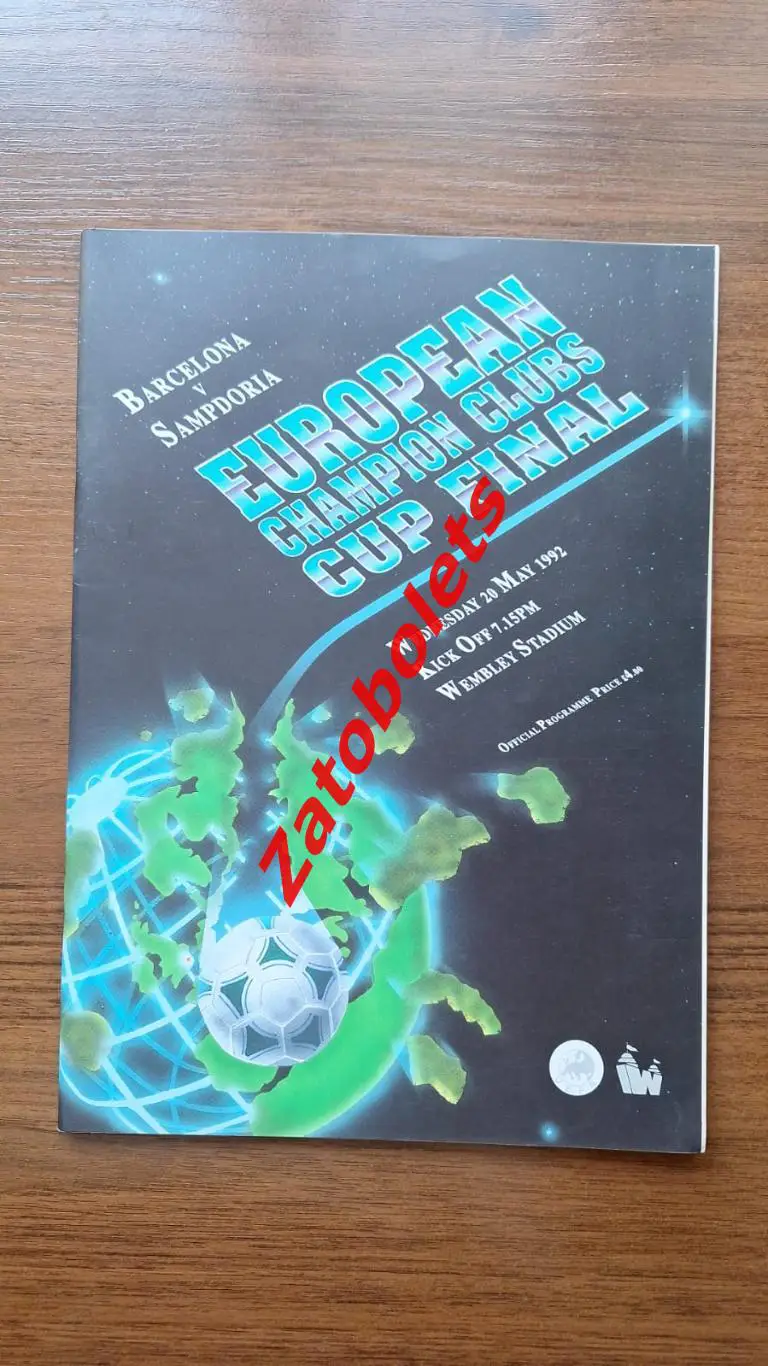 BARCELONA
V
SAMPDORIA
EUROPEAN
CHAMPION CLUBS
CUP FINAL
WEDNESDAY 20 MAY 1992
KICK OFF 7.15PM
WEMBLEY STADIUM
OFFICIAL PROGRAMME PRICE £4.00
Zatobolets
W